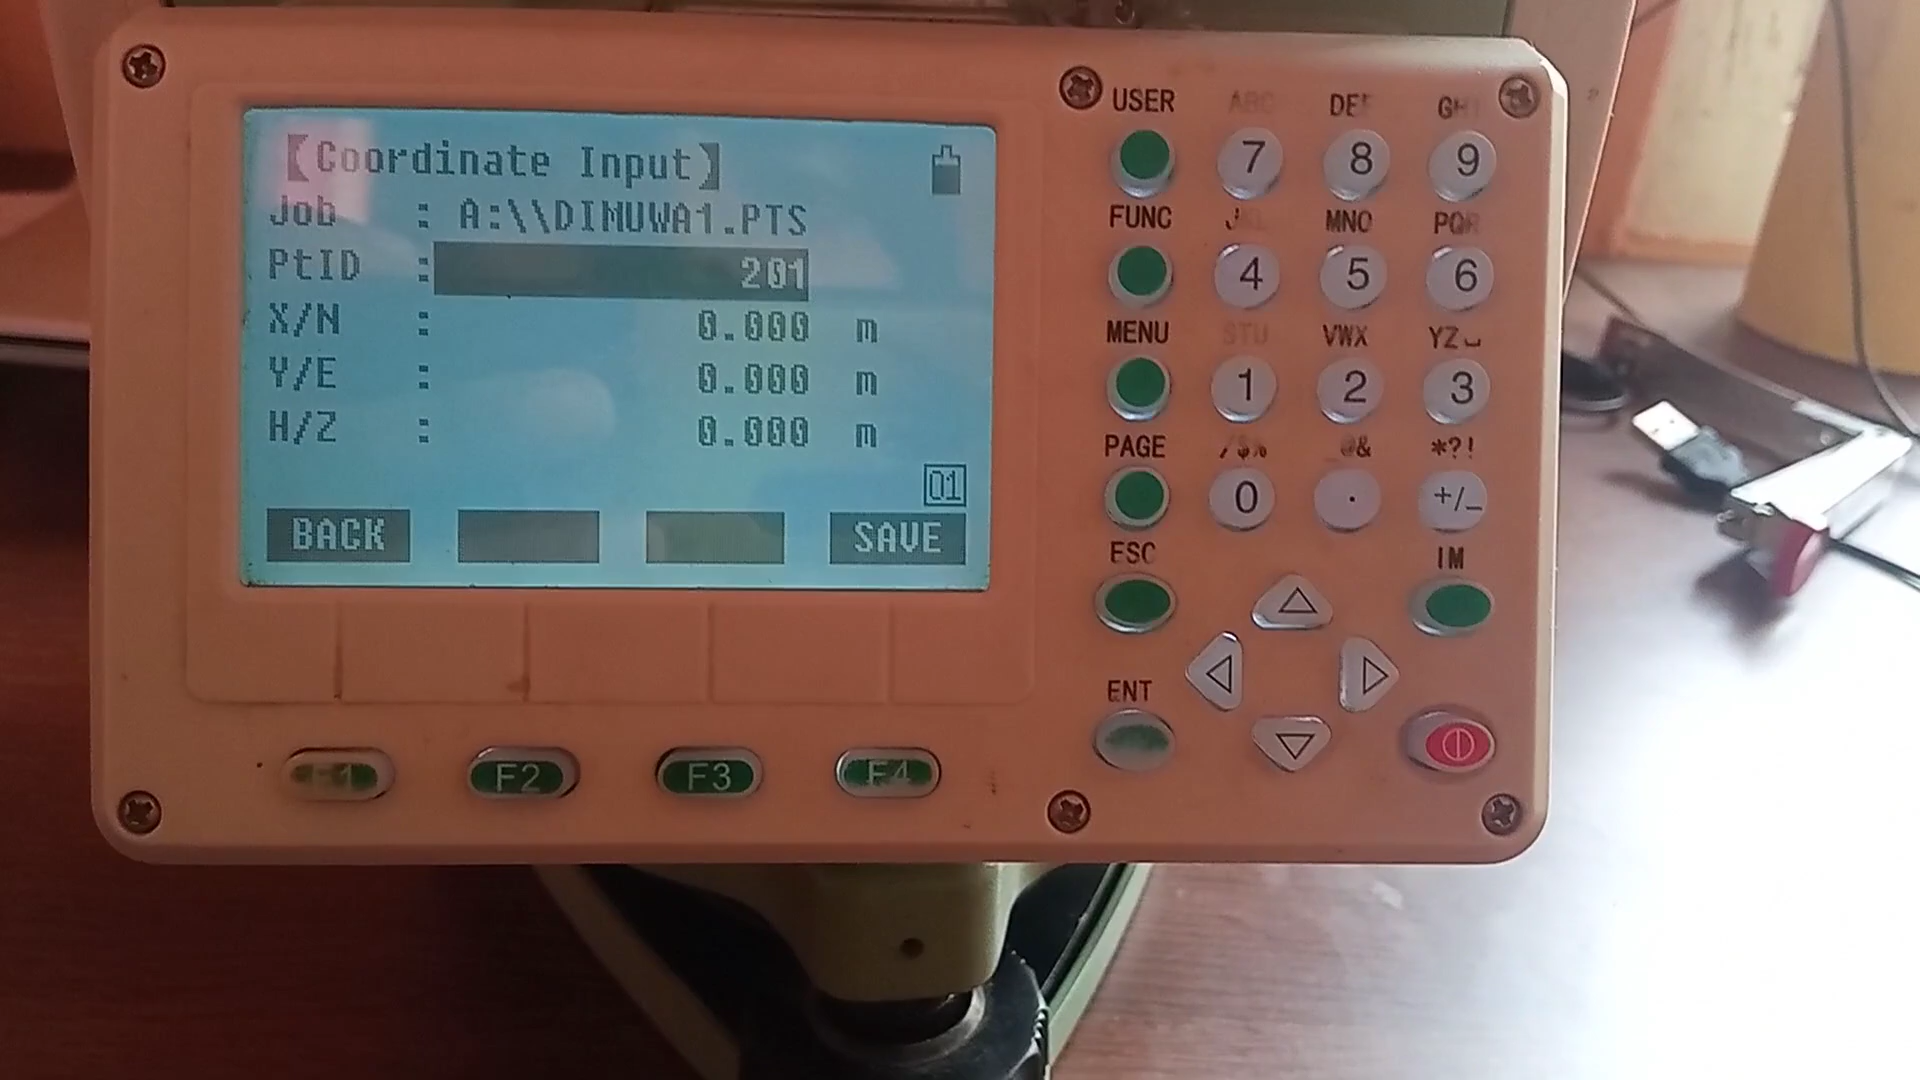 【Coordinate Input】
Job : A:\\DIMUWA1.PTS
PtID : 201
X/N : 0.000 m
Y/E : 0.000 m
H/Z : 0.000 m
01
BACK SAVE
F1 F2 F3 F4
USER ABC DEF GHI
7 8 9
FUNC JKL MNO PQR
4 5 6
MENU STU VWX YZ⎵
1 2 3
PAGE /$% _@& *?!
0 . +/_
ESC IM
ENT